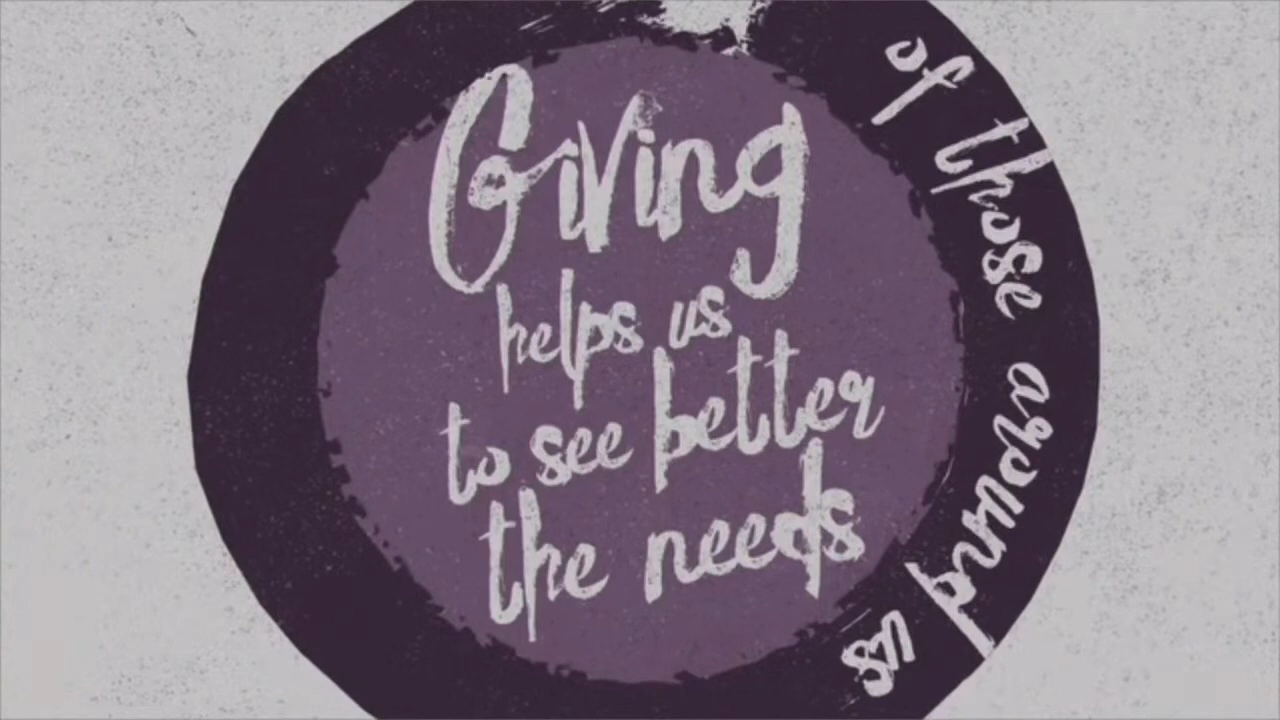 Giving
helps us
to see better
the needs
of those around us